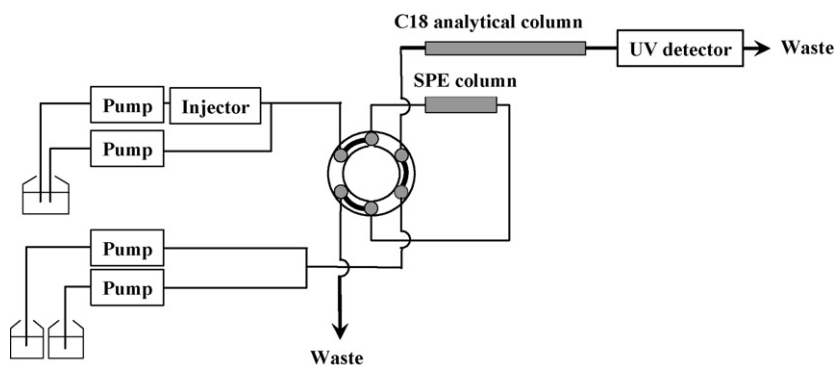 C18 analytical column
UV detector
Waste
SPE column
Pump
Injector
Pump
Pump
Pump
Waste